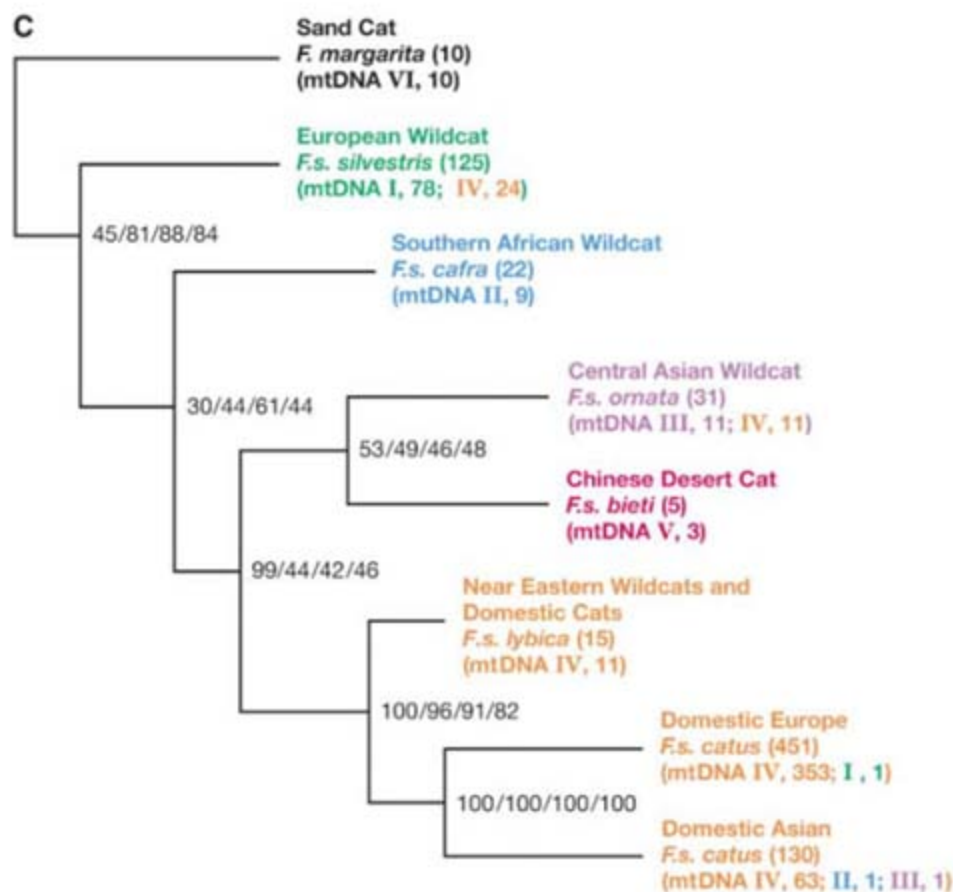 C
Sand Cat
F. margarita (10)
(mtDNA VI, 10)
European Wildcat
F.s. silvestris (125)
(mtDNA I, 78; IV, 24)
45/81/88/84
Southern African Wildcat
F.s. cafra (22)
(mtDNA II, 9)
Central Asian Wildcat
F.s. ornata (31)
(mtDNA III, 11; IV, 11)
30/44/61/44
53/49/46/48
Chinese Desert Cat
F.s. bieti (5)
(mtDNA V, 3)
99/44/42/46
Near Eastern Wildcats and
Domestic Cats
F.s. lybica (15)
(mtDNA IV, 11)
100/96/91/82
Domestic Europe
F.s. catus (451)
(mtDNA IV, 353; I , 1)
100/100/100/100
Domestic Asian
F.s. catus (130)
(mtDNA IV, 63; II, 1; III, 1)